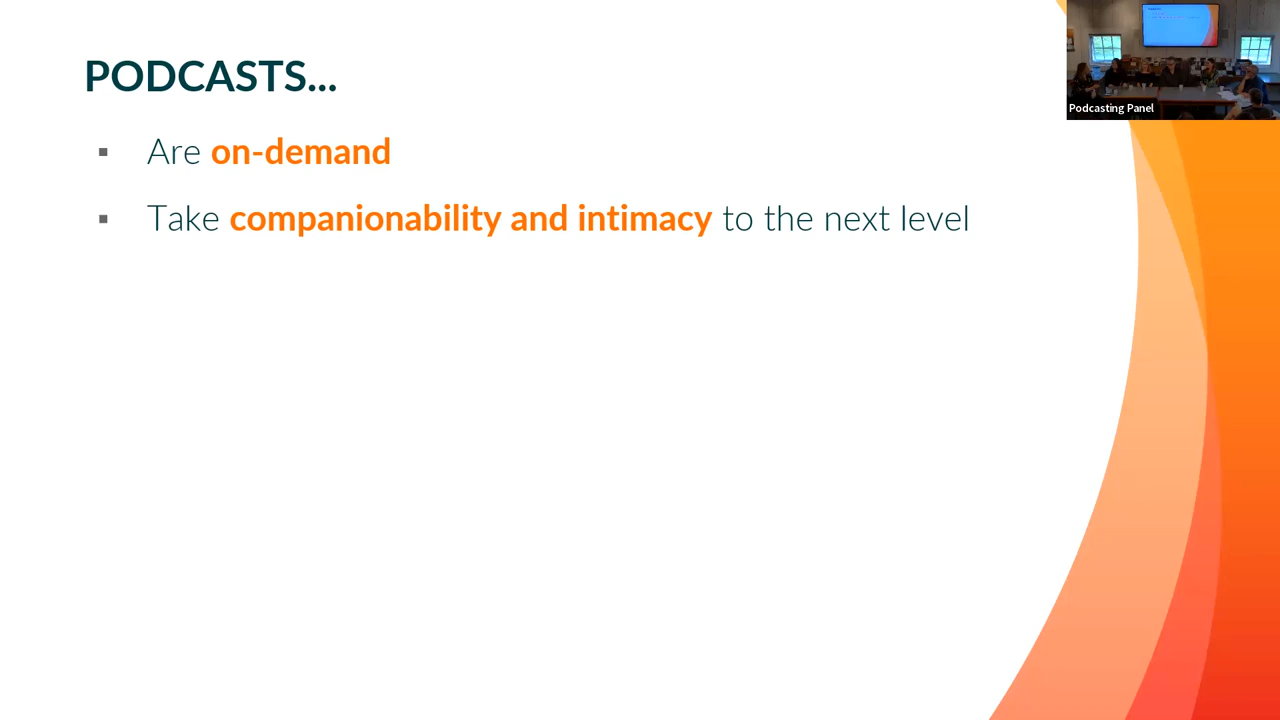 PODCASTS...
Podcasting Panel
▪ Are on-demand
▪ Take companionability and intimacy to the next level